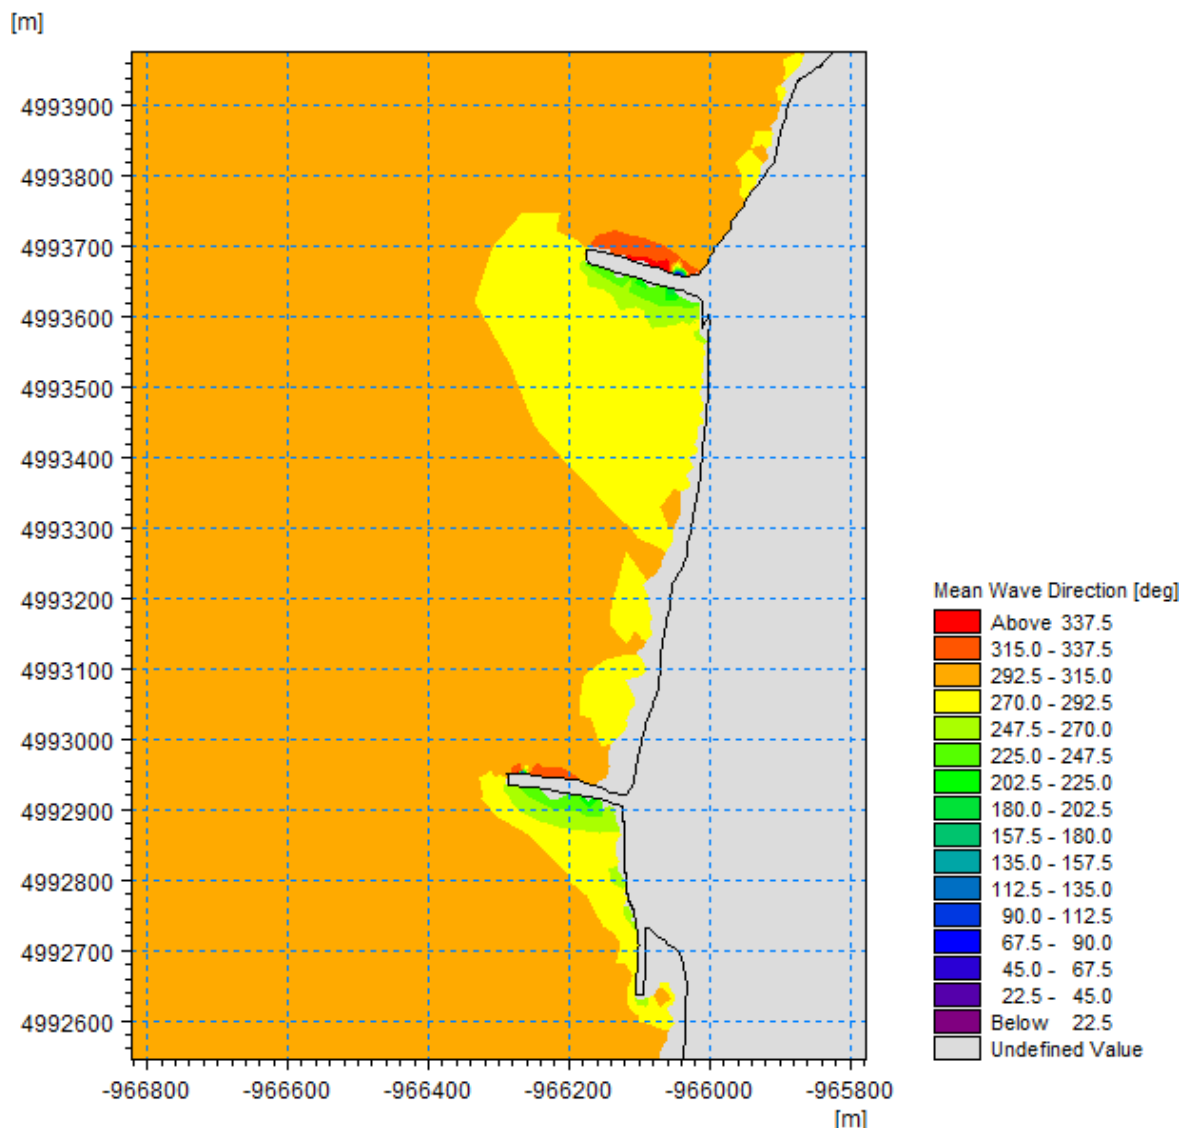 [m]
4993900
4993800
4993700
4993600
4993500
4993400
4993300
4993200
4993100
4993000
4992900
4992800
4992700
4992600
-966800 -966600 -966400 -966200 -966000 -965800
[m]
Mean Wave Direction [deg]
Above 337.5
315.0 - 337.5
292.5 - 315.0
270.0 - 292.5
247.5 - 270.0
225.0 - 247.5
202.5 - 225.0
180.0 - 202.5
157.5 - 180.0
135.0 - 157.5
112.5 - 135.0
90.0 - 112.5
67.5 - 90.0
45.0 - 67.5
22.5 - 45.0
Below 22.5
Undefined Value